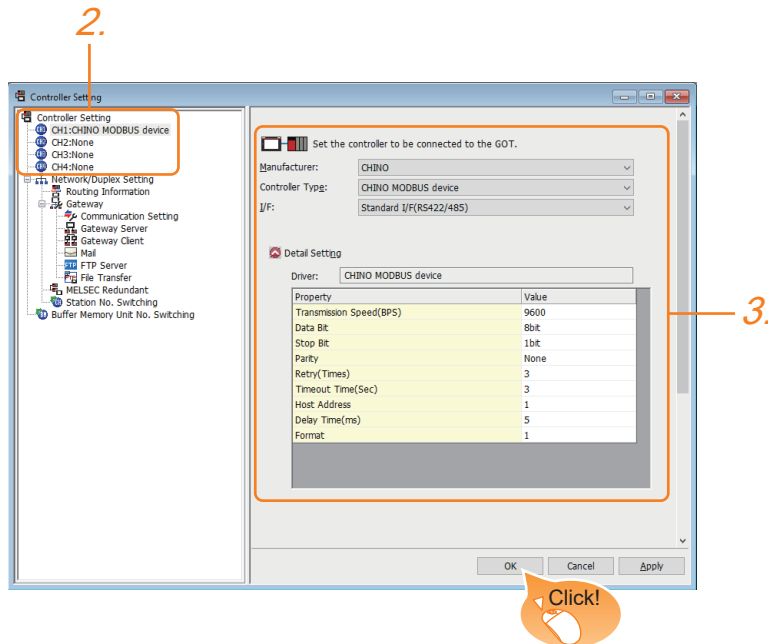 2.
Controller Setting
Controller Setting
CH1:CHINO MODBUS device
CH2:None
CH3:None
CH4:None
Network/Duplex Setting
Routing Information
Gateway
Communication Setting
Gateway Server
Gateway Client
Mail
FTP Server
File Transfer
MELSEC Redundant
Station No. Switching
Buffer Memory Unit No. Switching
Set the controller to be connected to the GOT.
Manufacturer: CHINO
Controller Type: CHINO MODBUS device
I/F: Standard I/F(RS422/485)
Detail Setting
Driver: CHINO MODBUS device
Property Value
Transmission Speed(BPS) 9600
Data Bit 8bit
Stop Bit 1bit
Parity None
Retry(Times) 3
Timeout Time(Sec) 3
Host Address 1
Delay Time(ms) 5
Format 1
3.
OK Cancel Apply
Click!